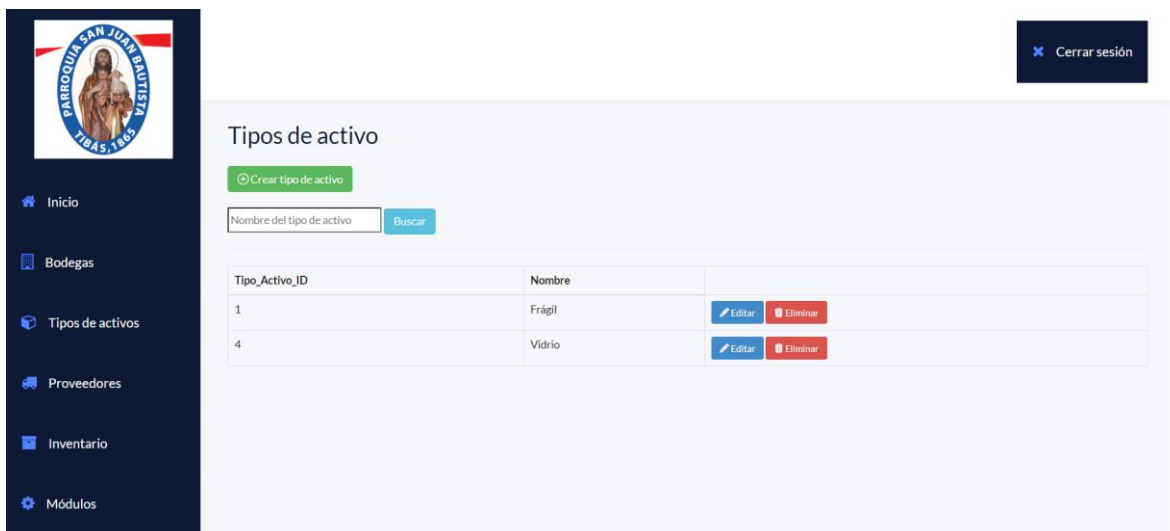 PARROQUIA SAN JUAN BAUTISTA
TIBÁS, 1865
Cerrar sesión
Tipos de activo
Crear tipo de activo
Nombre del tipo de activo Buscar
Inicio
Bodegas
Tipos de activos
Proveedores
Inventario
Módulos
Tipo_Activo_ID Nombre
1 Frágil Editar Eliminar
4 Vidrio Editar Eliminar